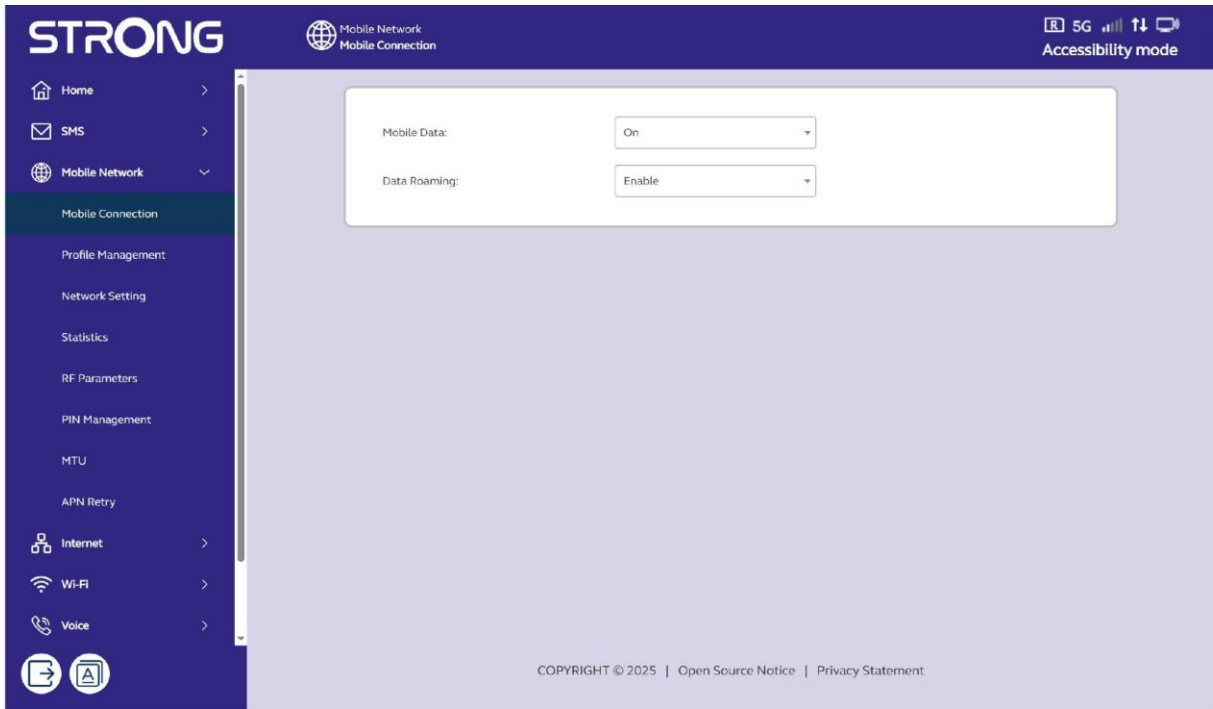 STRONG
Mobile Network
Mobile Connection
R 5G
Accessibility mode
Home
SMS
Mobile Network
Mobile Connection
Profile Management
Network Setting
Statistics
RF Parameters
PIN Management
MTU
APN Retry
Internet
Wi-Fi
Voice
A
Mobile Data: On
Data Roaming: Enable
COPYRIGHT © 2025 | Open Source Notice | Privacy Statement